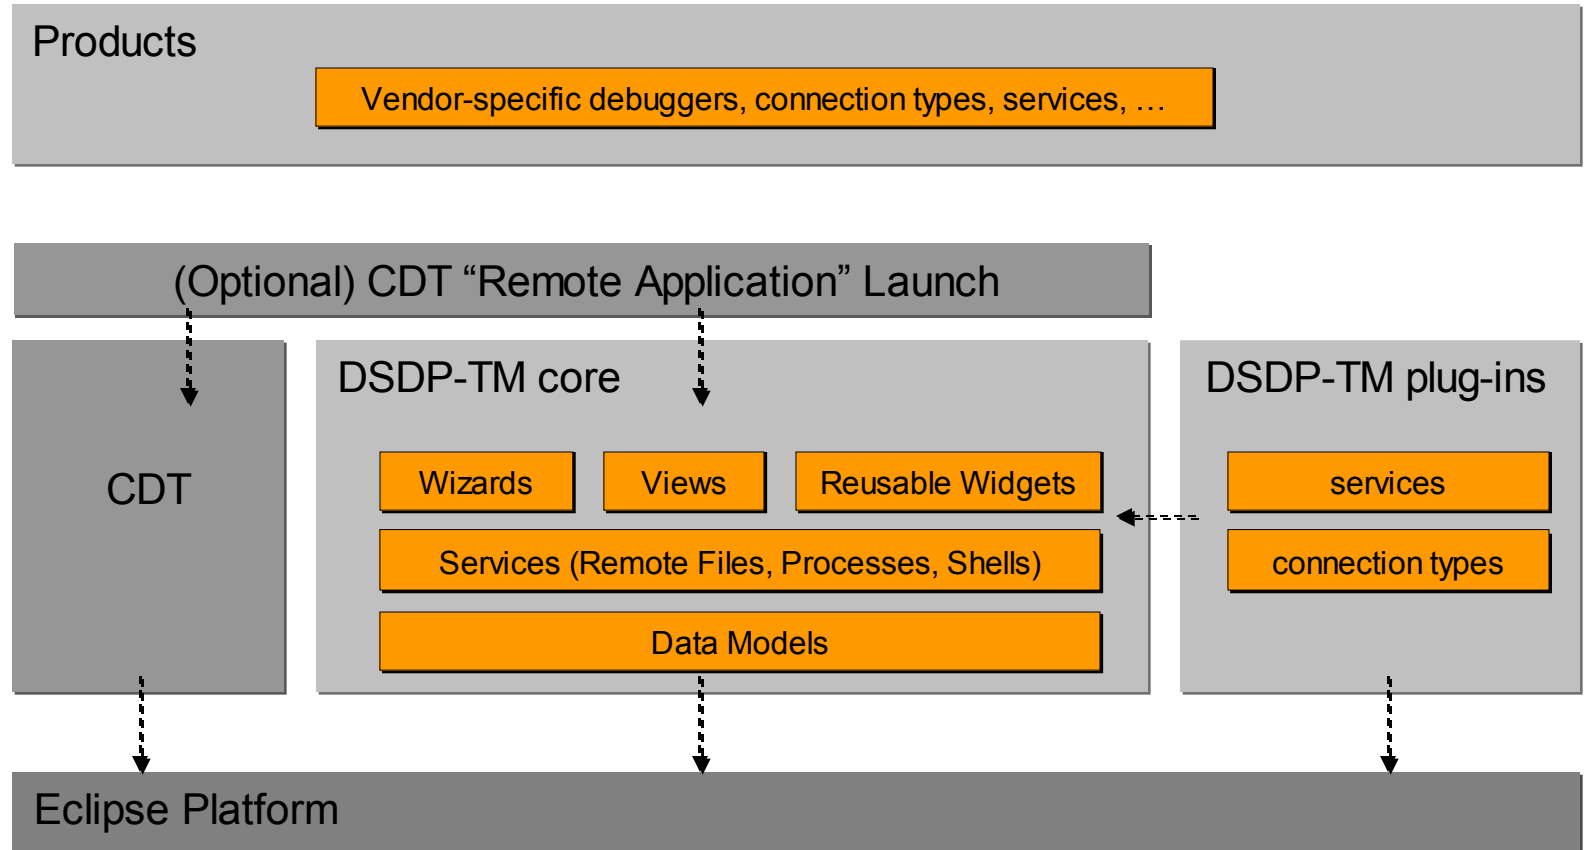 Products
Vendor-specific debuggers, connection types, services, …
(Optional) CDT “Remote Application” Launch
CDT
DSDP-TM core
Wizards
Views
Reusable Widgets
Services (Remote Files, Processes, Shells)
Data Models
DSDP-TM plug-ins
services
connection types
Eclipse Platform